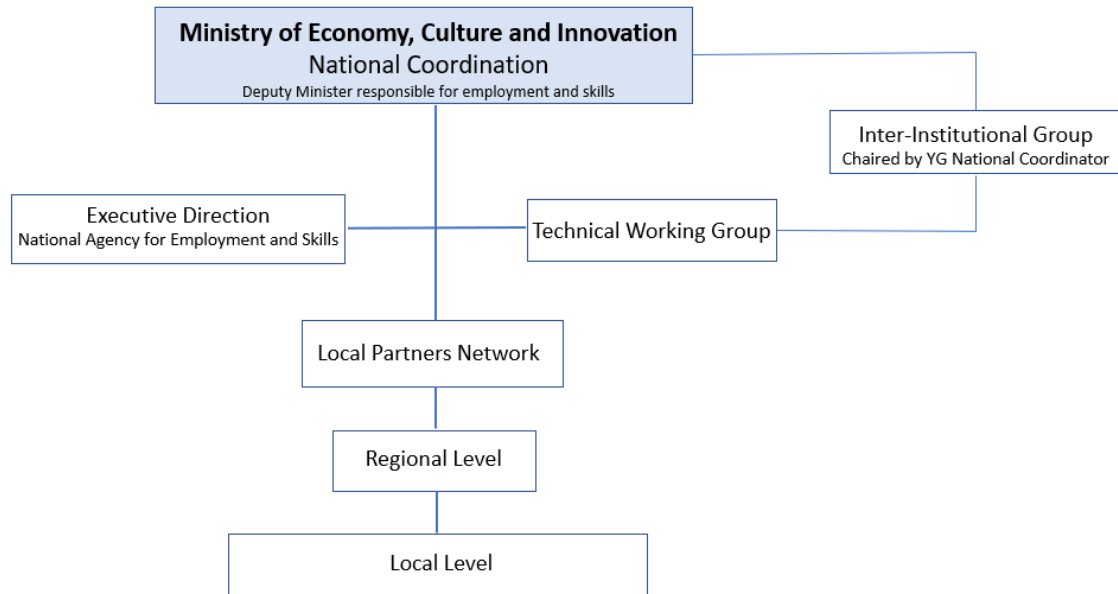 Ministry of Economy, Culture and Innovation
National Coordination
Deputy Minister responsible for employment and skills
Inter-Institutional Group
Chaired by YG National Coordinator
Executive Direction
National Agency for Employment and Skills
Technical Working Group
Local Partners Network
Regional Level
Local Level